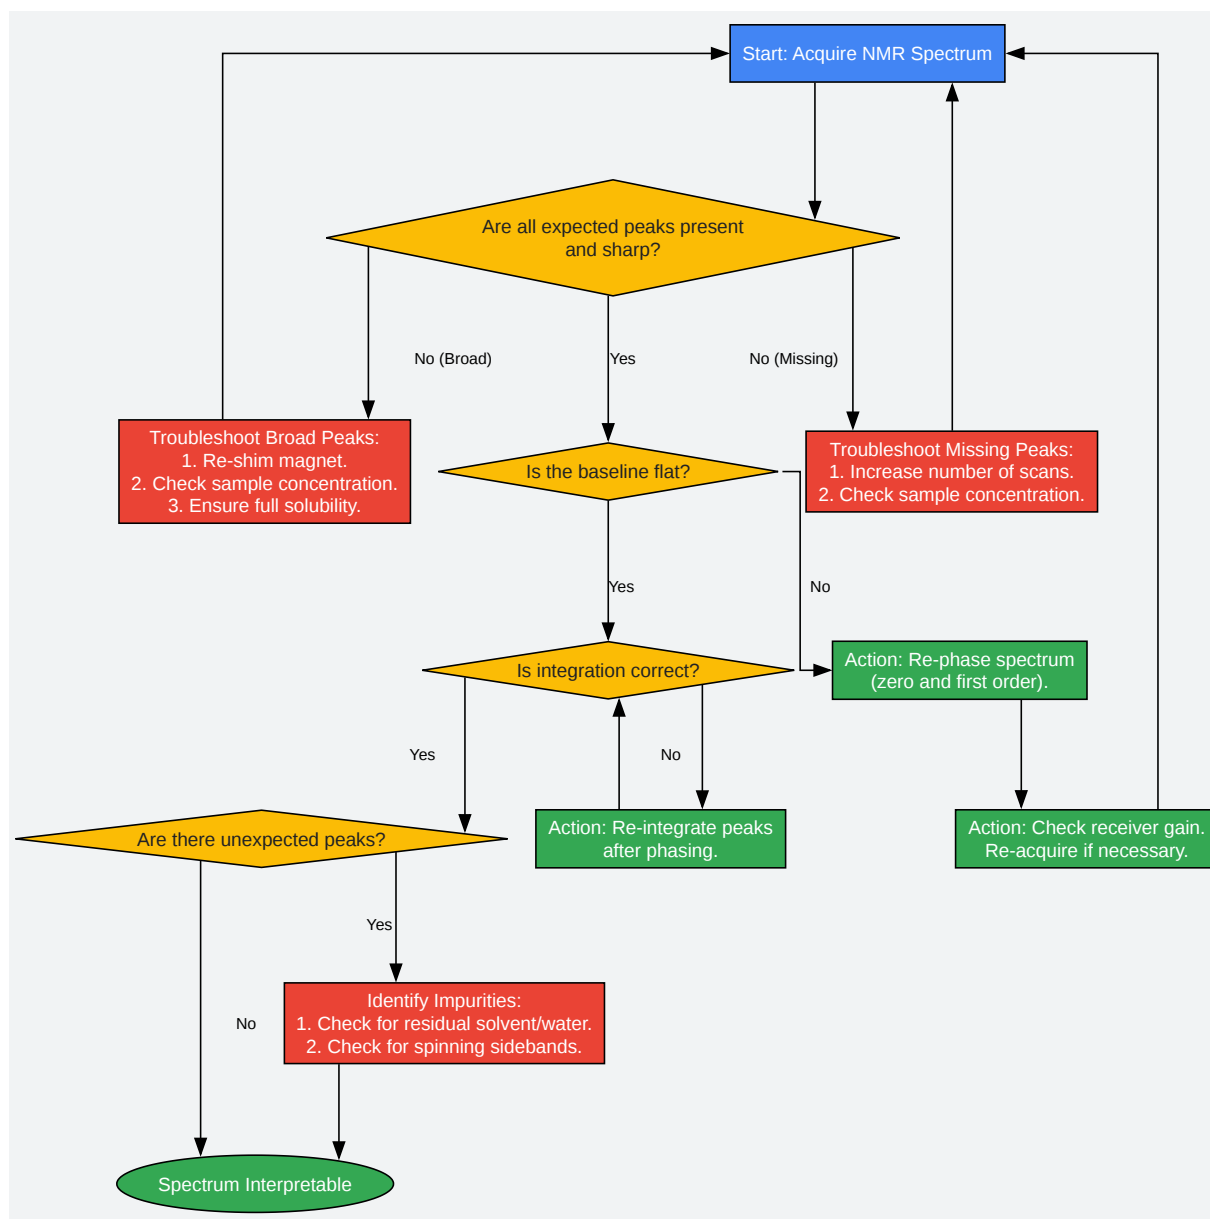 Start: Acquire NMR Spectrum
Are all expected peaks present
and sharp?
No (Broad)
Yes
No (Missing)
Troubleshoot Broad Peaks:
1. Re-shim magnet.
2. Check sample concentration.
3. Ensure full solubility.
Is the baseline flat?
Troubleshoot Missing Peaks:
1. Increase number of scans.
2. Check sample concentration.
Yes
No
Is integration correct?
Action: Re-phase spectrum
(zero and first order).
Yes
No
Are there unexpected peaks?
Action: Re-integrate peaks
after phasing.
Action: Check receiver gain.
Re-acquire if necessary.
Yes
No
Identify Impurities:
1. Check for residual solvent/water.
2. Check for spinning sidebands.
Spectrum Interpretable